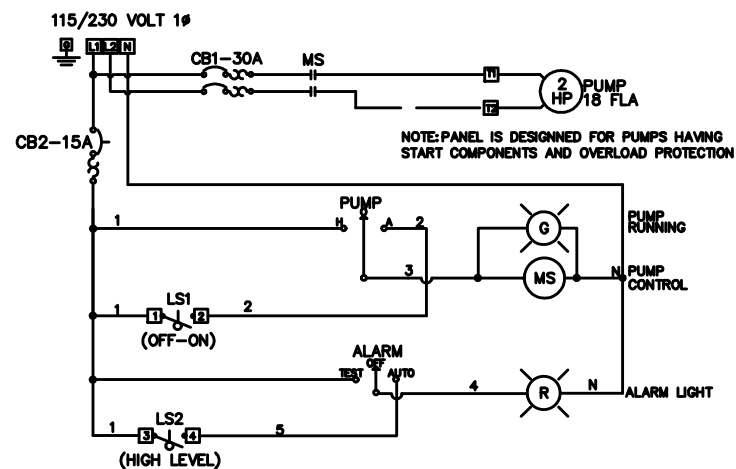 115/230 VOLT 1ø
G L1 L2 N
CB1-30A MS
T1
2 HP
PUMP
18 FLA
T2
CB2-15A
NOTE: PANEL IS DESIGNNED FOR PUMPS HAVING
START COMPONENTS AND OVERLOAD PROTECTION
PUMP
1 H A 2
G
PUMP
RUNNING
3 MS N
PUMP
CONTROL
LS1
1 1 2 2
(OFF-ON)
ALARM
OFF
TEST AUTO
4 R N ALARM LIGHT
LS2
1 3 4 5
(HIGH LEVEL)